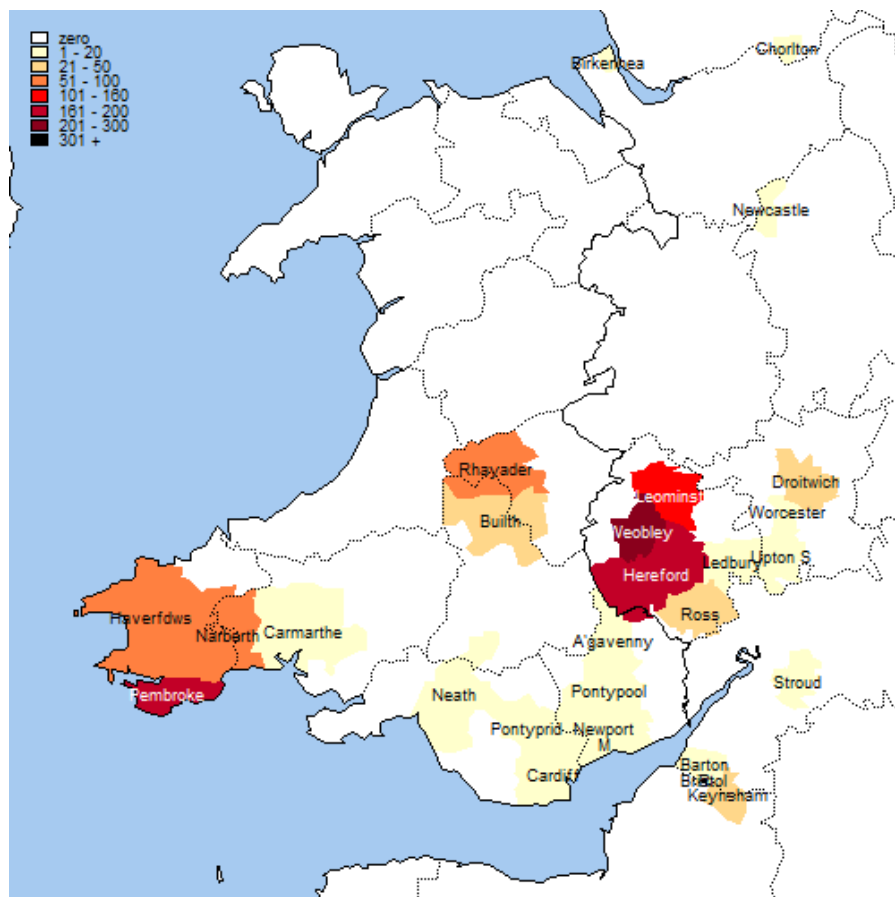 zero
1 - 20
21 - 50
51 - 100
101 - 160
161 - 200
201 - 300
301 +
Birkenhea
Chorlton
Newcastle
Rhayader
Builth
Leominst
Droitwich
Worcester
Weobley
Hereford
Ledbury
Upton S
Ross
Haverfdws
Narberth
Carmarthe
A'gavenny
Pembroke
Neath
Pontypool
Stroud
Pontyprid
Newport
M
Cardiff
Barton
Bristol
Keynsham